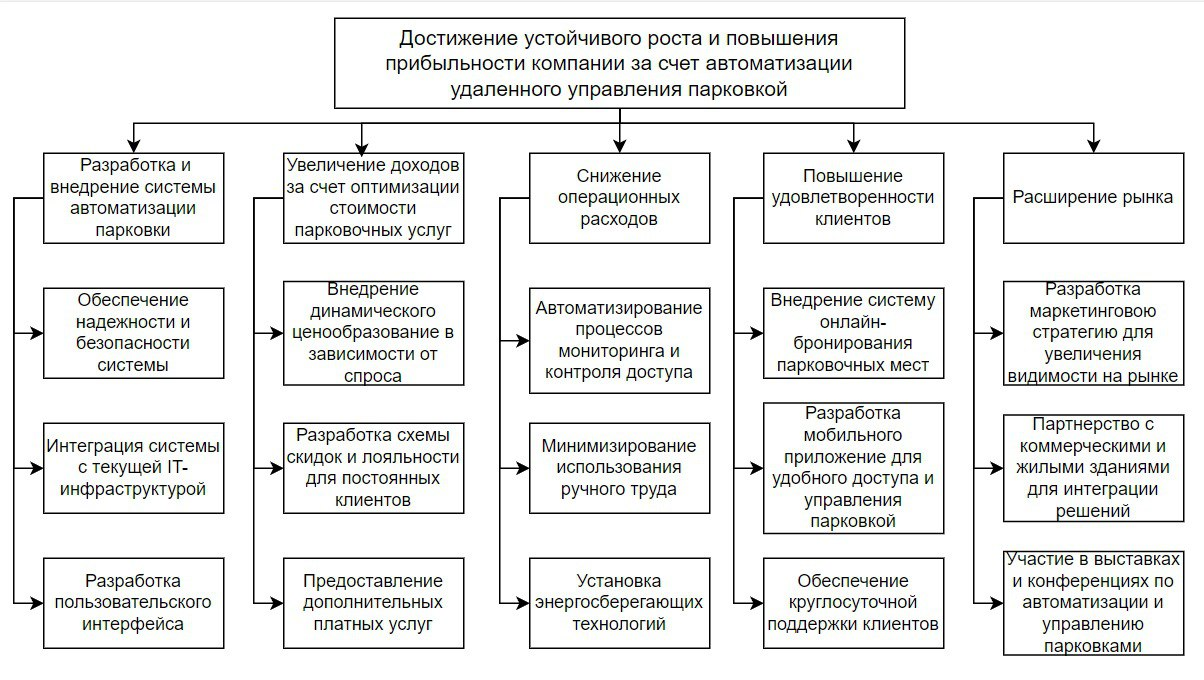 Достижение устойчивого роста и повышения
прибыльности компании за счет автоматизации
удаленного управления парковкой
Разработка и
внедрение системы
автоматизации
парковки
Обеспечение
надежности и
безопасности
системы
Интеграция системы
с текущей IT-
инфраструктурой
Разработка
пользовательского
интерфейса
Увеличение доходов
за счет оптимизации
стоимости
парковочных услуг
Внедрение
динамического
ценообразование в
зависимости от
спроса
Разработка схемы
скидок и лояльности
для постоянных
клиентов
Предоставление
дополнительных
платных услуг
Снижение
операционных
расходов
Автоматизирование
процессов
мониторинга и
контроля доступа
Минимизирование
использования
ручного труда
Установка
энергосберегающих
технологий
Повышение
удовлетворенности
клиентов
Внедрение систему
онлайн-
бронирования
парковочных мест
Разработка
мобильного
приложение для
удобного доступа и
управления
парковкой
Обеспечение
круглосуточной
поддержки клиентов
Расширение рынка
Разработка
маркетинговою
стратегию для
увеличения
видимости на рынке
Партнерство с
коммерческими и
жилыми зданиями
для интеграции
решений
Участие в выставках
и конференциях по
автоматизации и
управлению
парковками